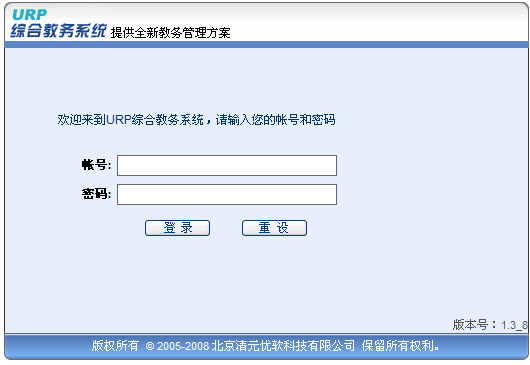 URP
综合教务系统 提供全新教务管理方案
欢迎来到URP综合教务系统，请输入您的帐号和密码
帐号:
密码:
登 录 重 设
版本号：1.3_8
版权所有 © 2005-2008 北京清元优软科技有限公司 保留所有权利。